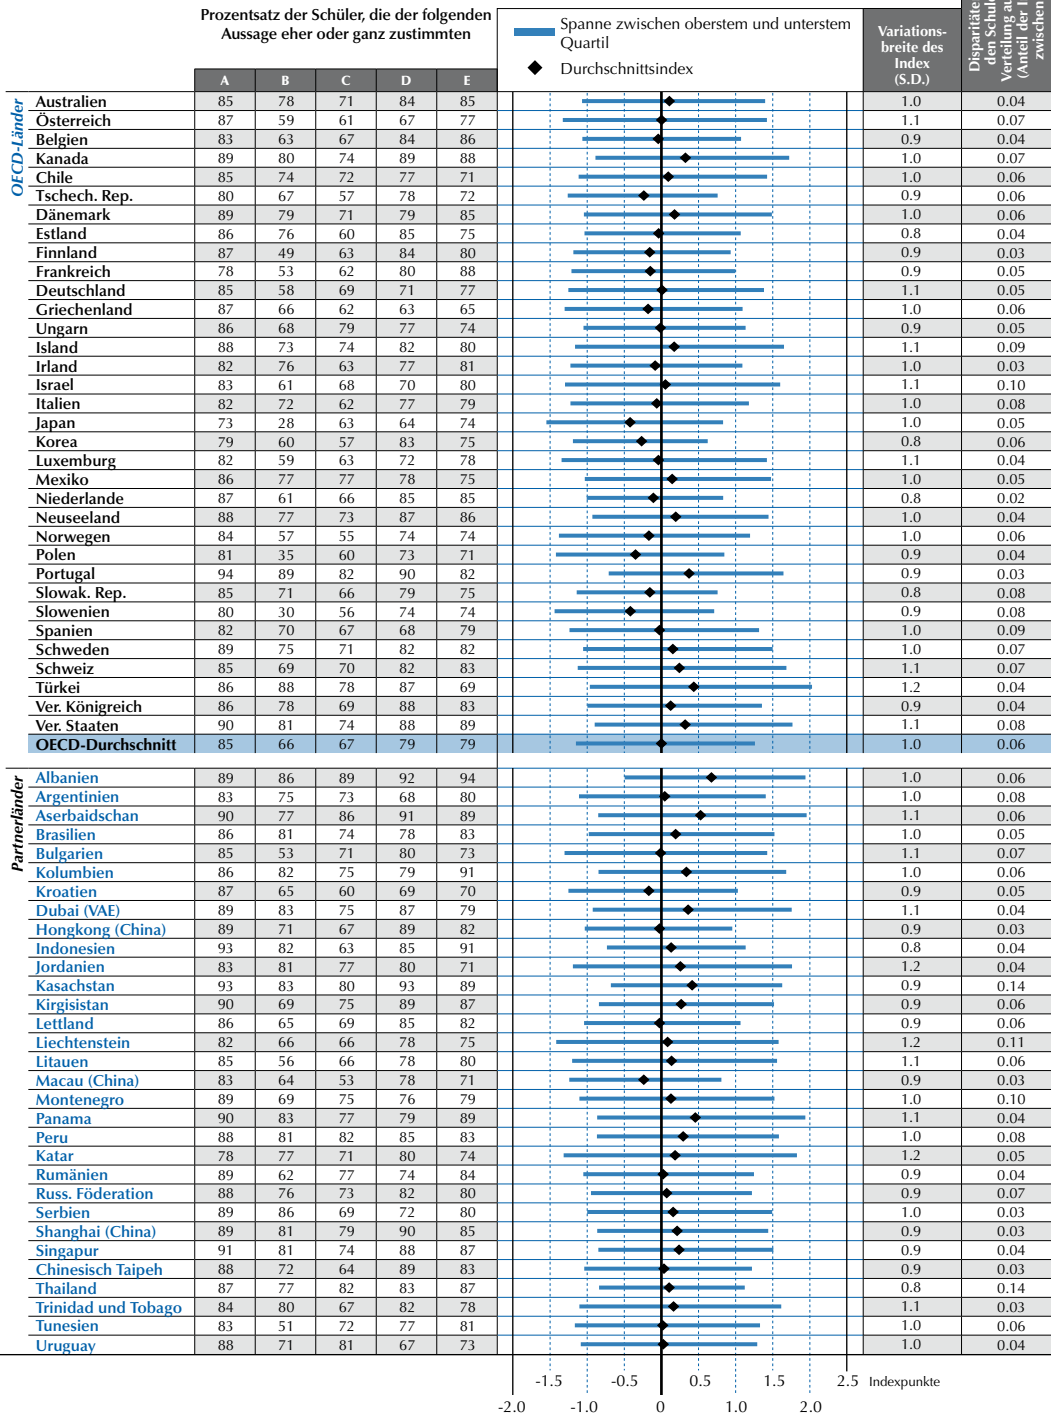 Prozentsatz der Schüler, die der folgenden
Aussage eher oder ganz zustimmten
Spanne zwischen oberstem und unterstem
Quartil
Durchschnittsindex
Variations-
breite des
Index
(S.D.)
Disparitäte
den Schule
Verteilung au
(Anteil der
zwischen
A B C D E
OECD-Länder
Australien 85 78 71 84 85 1.0 0.04
Österreich 87 59 61 67 77 1.1 0.07
Belgien 83 63 67 84 86 0.9 0.04
Kanada 89 80 74 89 88 1.0 0.07
Chile 85 74 72 77 71 1.0 0.06
Tschech. Rep. 80 67 57 78 72 0.9 0.06
Dänemark 89 79 71 79 85 1.0 0.06
Estland 86 76 60 85 75 0.8 0.04
Finnland 87 49 63 84 80 0.9 0.03
Frankreich 78 53 62 80 88 0.9 0.05
Deutschland 85 58 69 71 77 1.1 0.05
Griechenland 87 66 62 63 65 1.0 0.06
Ungarn 86 68 79 77 74 0.9 0.05
Island 88 73 74 82 80 1.1 0.09
Irland 82 76 63 77 81 1.0 0.03
Israel 83 61 68 70 80 1.1 0.10
Italien 82 72 62 77 79 1.0 0.08
Japan 73 28 63 64 74 1.0 0.05
Korea 79 60 57 83 75 0.8 0.06
Luxemburg 82 59 63 72 78 1.1 0.04
Mexiko 86 77 77 78 75 1.0 0.05
Niederlande 87 61 66 85 85 0.8 0.02
Neuseeland 88 77 73 87 86 1.0 0.04
Norwegen 84 57 55 74 74 1.0 0.06
Polen 81 35 60 73 71 0.9 0.04
Portugal 94 89 82 90 82 0.9 0.03
Slowak. Rep. 85 71 66 79 75 0.8 0.08
Slowenien 80 30 56 74 74 0.9 0.08
Spanien 82 70 67 68 79 1.0 0.09
Schweden 89 75 71 82 82 1.0 0.07
Schweiz 85 69 70 82 83 1.1 0.07
Türkei 86 88 78 87 69 1.2 0.04
Ver. Königreich 86 78 69 88 83 0.9 0.04
Ver. Staaten 90 81 74 88 89 1.1 0.08
OECD-Durchschnitt 85 66 67 79 79 1.0 0.06
Partnerländer
Albanien 89 86 89 92 94 1.0 0.06
Argentinien 83 75 73 68 80 1.0 0.08
Aserbaidschan 90 77 86 91 89 1.1 0.06
Brasilien 86 81 74 78 83 1.0 0.05
Bulgarien 85 53 71 80 73 1.1 0.07
Kolumbien 86 82 75 79 91 1.0 0.06
Kroatien 87 65 60 69 70 0.9 0.05
Dubai (VAE) 89 83 75 87 79 1.1 0.04
Hongkong (China) 89 71 67 89 82 0.9 0.03
Indonesien 93 82 63 85 91 0.8 0.04
Jordanien 83 81 77 80 71 1.2 0.04
Kasachstan 93 83 80 93 89 0.9 0.14
Kirgisistan 90 69 75 89 87 0.9 0.06
Lettland 86 65 69 85 82 0.9 0.06
Liechtenstein 82 66 66 78 75 1.2 0.11
Litauen 85 56 66 78 80 1.1 0.06
Macau (China) 83 64 53 78 71 0.9 0.03
Montenegro 89 69 75 76 79 1.0 0.10
Panama 90 83 77 79 89 1.1 0.04
Peru 88 81 82 85 83 1.0 0.08
Katar 78 77 71 80 74 1.2 0.05
Rumänien 89 62 77 74 84 0.9 0.04
Russ. Föderation 88 76 73 82 80 0.9 0.07
Serbien 89 86 69 72 80 1.0 0.03
Shanghai (China) 89 81 79 90 85 0.9 0.03
Singapur 91 81 74 88 87 0.9 0.04
Chinesisch Taipeh 88 72 64 89 83 0.9 0.03
Thailand 87 77 82 83 87 0.8 0.14
Trinidad und Tobago 84 80 67 82 78 1.1 0.03
Tunesien 83 51 72 77 81 1.0 0.06
Uruguay 88 71 81 67 73 1.0 0.04
-1.5 -0.5 0.5 1.5 2.5 Indexpunkte
-2.0 -1.0 0 1.0 2.0